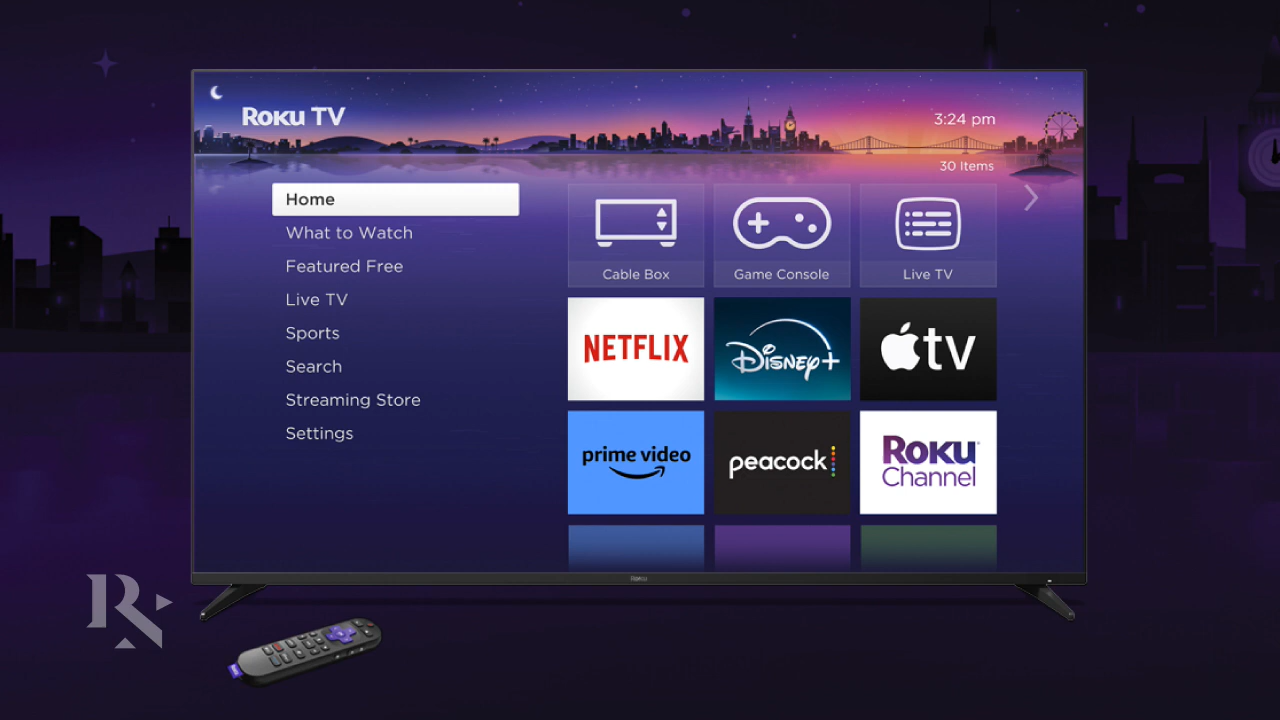 Roku TV
3:24 pm
30 Items
Home
What to Watch
Featured Free
Live TV
Sports
Search
Streaming Store
Settings
Cable Box
Game Console
Live TV
NETFLIX
Disney+
tv
prime video
peacock
Roku
Channel
Roku
R